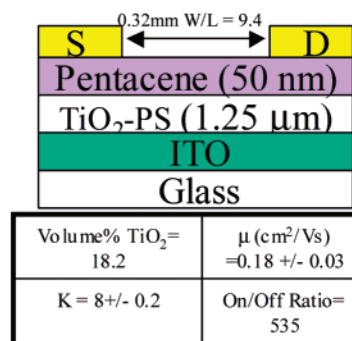 0.32mm W/L = 9.4
S D
Pentacene (50 nm)
TiO₂-PS (1.25 μm)
ITO
Glass
Volume% TiO₂=
18.2
μ (cm²/Vs)
=0.18 +/- 0.03
K = 8+/- 0.2
On/Off Ratio=
535